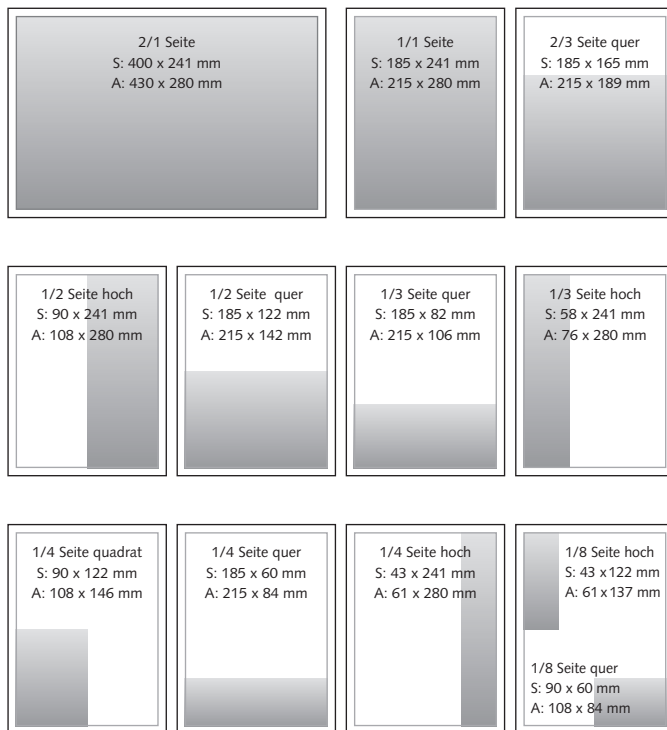 2/1 Seite
S: 400 x 241 mm
A: 430 x 280 mm
1/1 Seite
S: 185 x 241 mm
A: 215 x 280 mm
2/3 Seite quer
S: 185 x 165 mm
A: 215 x 189 mm
1/2 Seite hoch
S: 90 x 241 mm
A: 108 x 280 mm
1/2 Seite quer
S: 185 x 122 mm
A: 215 x 142 mm
1/3 Seite quer
S: 185 x 82 mm
A: 215 x 106 mm
1/3 Seite hoch
S: 58 x 241 mm
A: 76 x 280 mm
1/4 Seite quadrat
S: 90 x 122 mm
A: 108 x 146 mm
1/4 Seite quer
S: 185 x 60 mm
A: 215 x 84 mm
1/4 Seite hoch
S: 43 x 241 mm
A: 61 x 280 mm
1/8 Seite hoch
S: 43 x 122 mm
A: 61 x 137 mm
1/8 Seite quer
S: 90 x 60 mm
A: 108 x 84 mm